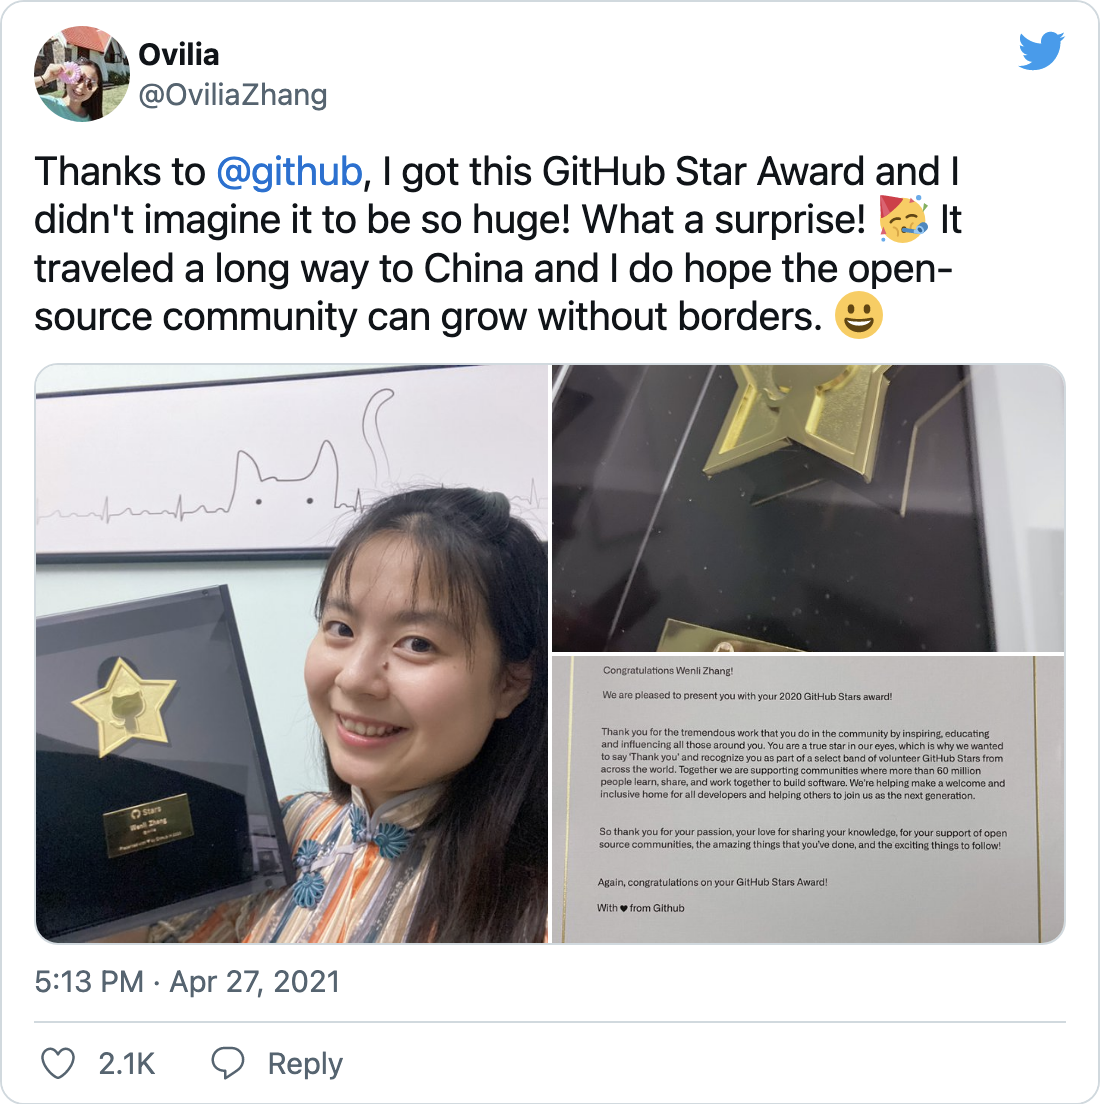 Ovilia
@OviliaZhang
Thanks to @github, I got this GitHub Star Award and I
didn't imagine it to be so huge! What a surprise! 🥳 It
traveled a long way to China and I do hope the open-
source community can grow without borders. 😀
Stars
Wenli Zhang
Congratulations Wenli Zhang!
We are pleased to present you with your 2020 GitHub Stars award!
Thank you for the tremendous work that you do in the community by inspiring, educating
and influencing all those around you. You are a true star in our eyes, which is why we wanted
to say 'Thank you' and recognize you as part of a select band of volunteer GitHub Stars from
across the world. Together we are supporting communities where more than 60 million
people learn, share, and work together to build software. We're helping make a welcome and
inclusive home for all developers and helping others to join us as the next generation.
So thank you for your passion, your love for sharing your knowledge, for your support of open
source communities, the amazing things that you've done, and the exciting things to follow!
Again, congratulations on your GitHub Stars Award!
With ♥ from Github
5:13 PM · Apr 27, 2021
2.1K
Reply